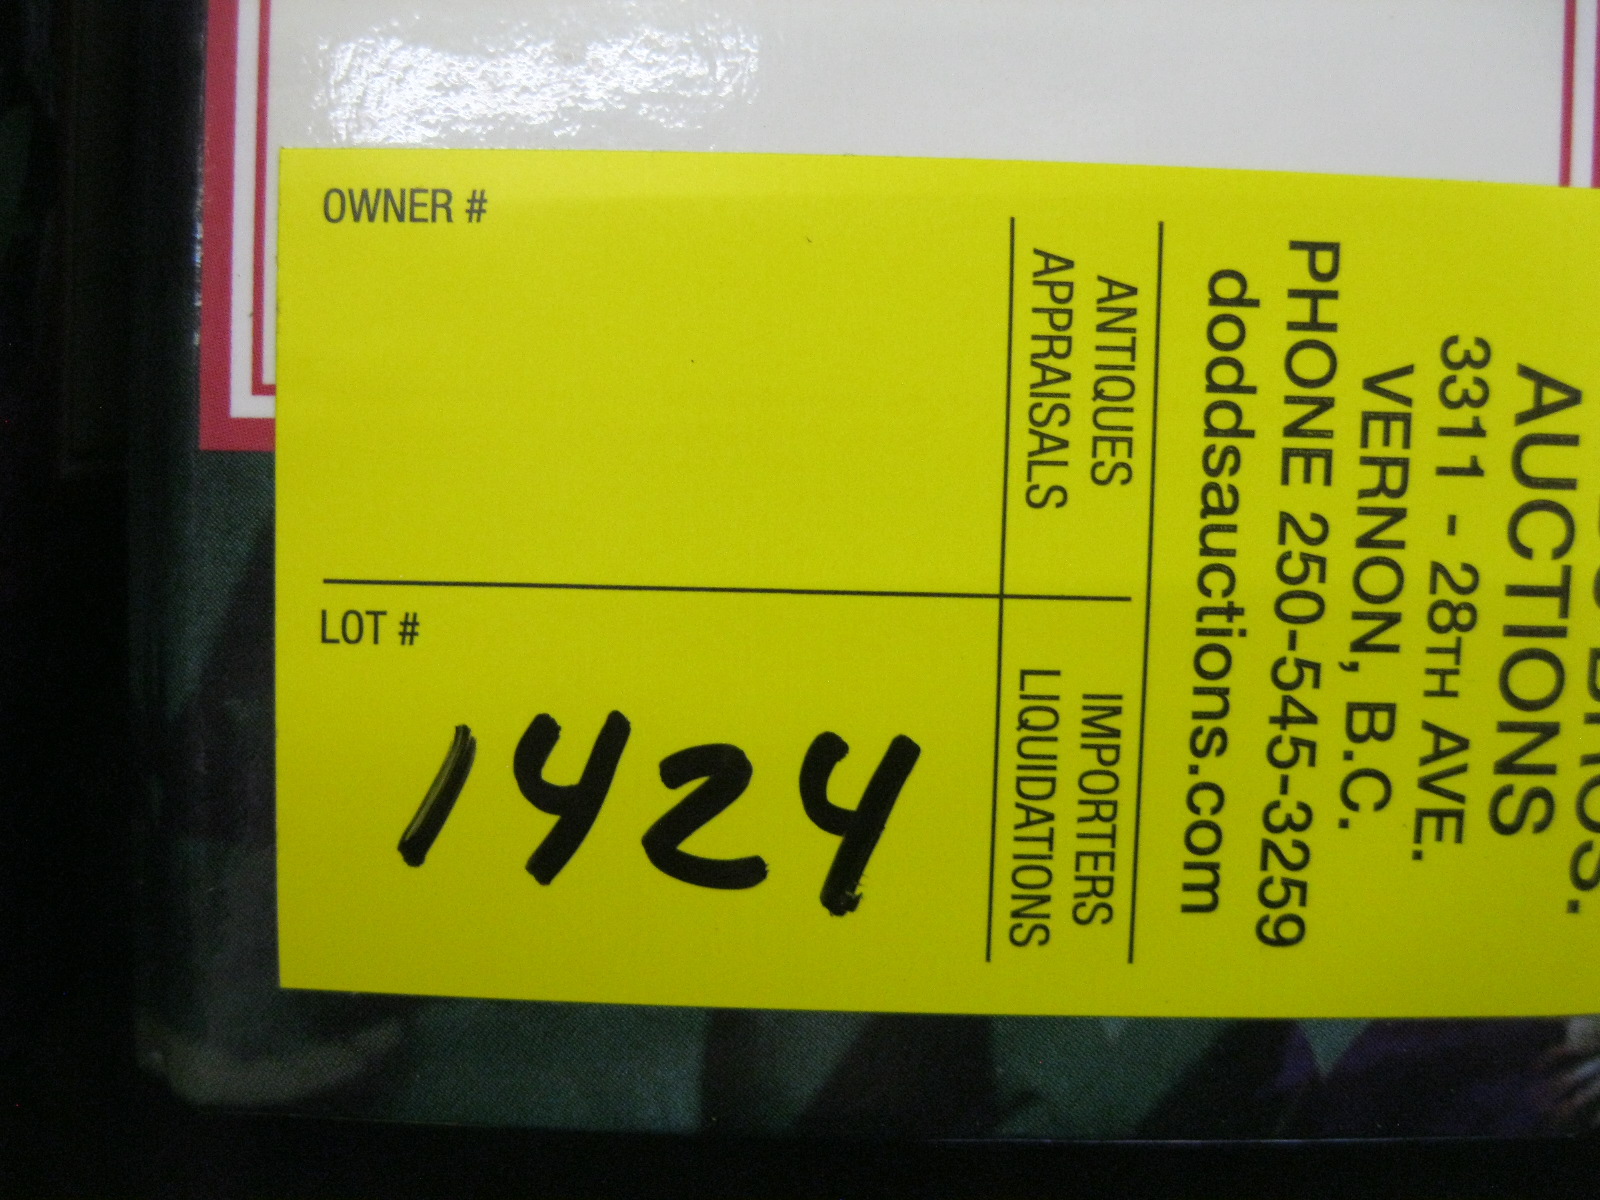 OWNER #
LOT #
1424
AUCTIONS
3311 - 28TH AVE.
VERNON, B.C.
PHONE 250-545-3259
doddsauctions.com
ANTIQUES
APPRAISALS
IMPORTERS
LIQUIDATIONS